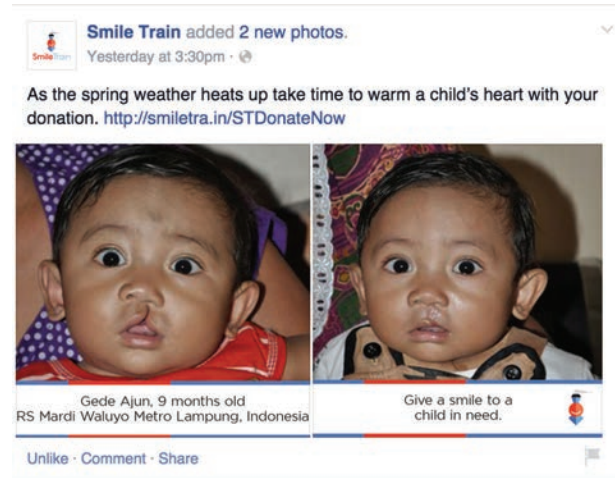 Smile Train added 2 new photos.
SmileTrain
Yesterday at 3:30pm ·
As the spring weather heats up take time to warm a child's heart with your
donation. http://smiletra.in/STDonateNow
Gede Ajun, 9 months old
RS Mardi Waluyo Metro Lampung, Indonesia
Give a smile to a
child in need.
Unlike · Comment · Share